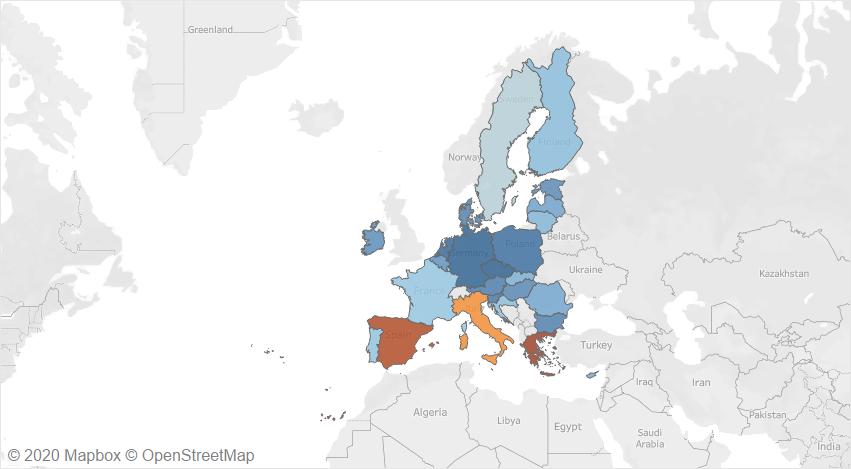 Greenland
Sweden
Finland
Norway
Belarus
Germany
Poland
Ukraine
Kazakhstan
France
Spain
Turkey
Iraq
Iran
Algeria
Libya
Egypt
Saudi
Arabia
Pakistan
India
© 2020 Mapbox © OpenStreetMap